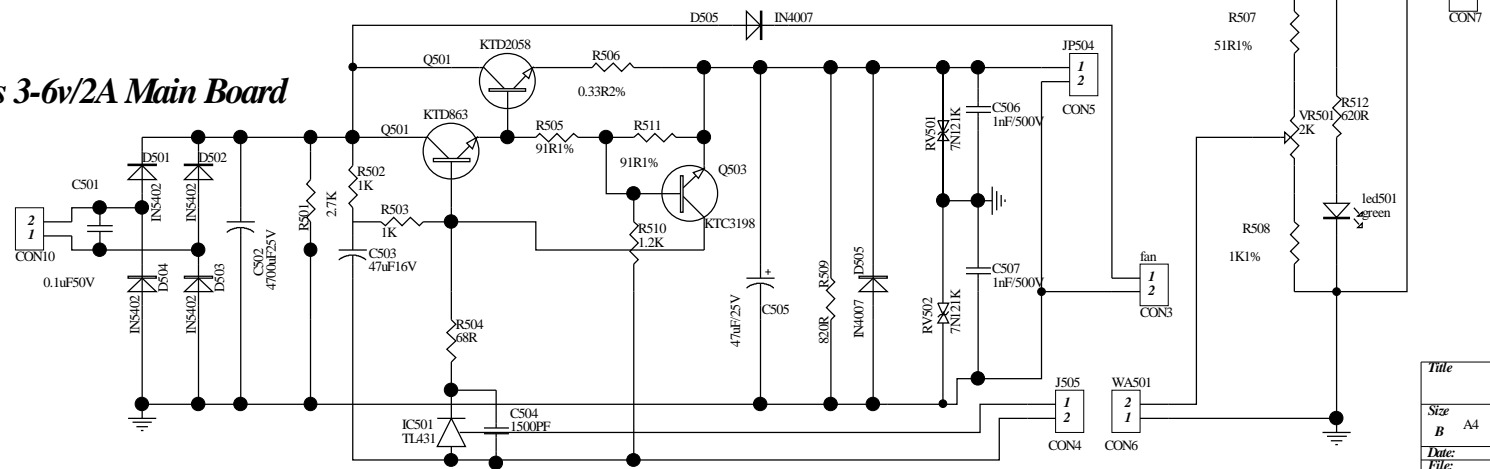 D505
IN4007
R507
51R1%
CON7
KTD2058
Q501
R506
0.33R2%
JP504
1
2
CON5
s 3-6v/2A Main Board
KTD863
Q501
R505
91R1%
R511
91R1%
Q503
KTC3198
RV501
7N121K
C506
1nF/500V
VR501
2K
R512
620R
D501
IN5402
D502
IN5402
C501
2
1
CON10
0.1uF50V
R501
2.7K
R502
1K
R503
1K
R510
1.2K
led501
green
R508
1K1%
C502
4700uF25V
C503
47uF16V
D504
IN5402
D503
IN5402
R504
68R
+
47uF/25V
C505
R509
820R
D505
IN4007
RV502
7N121K
C507
1nF/500V
fan
1
2
CON3
IC501
TL431
C504
1500PF
J505
1
2
CON4
WA501
2
1
CON6
Title
Size
B
A4
Date:
File: